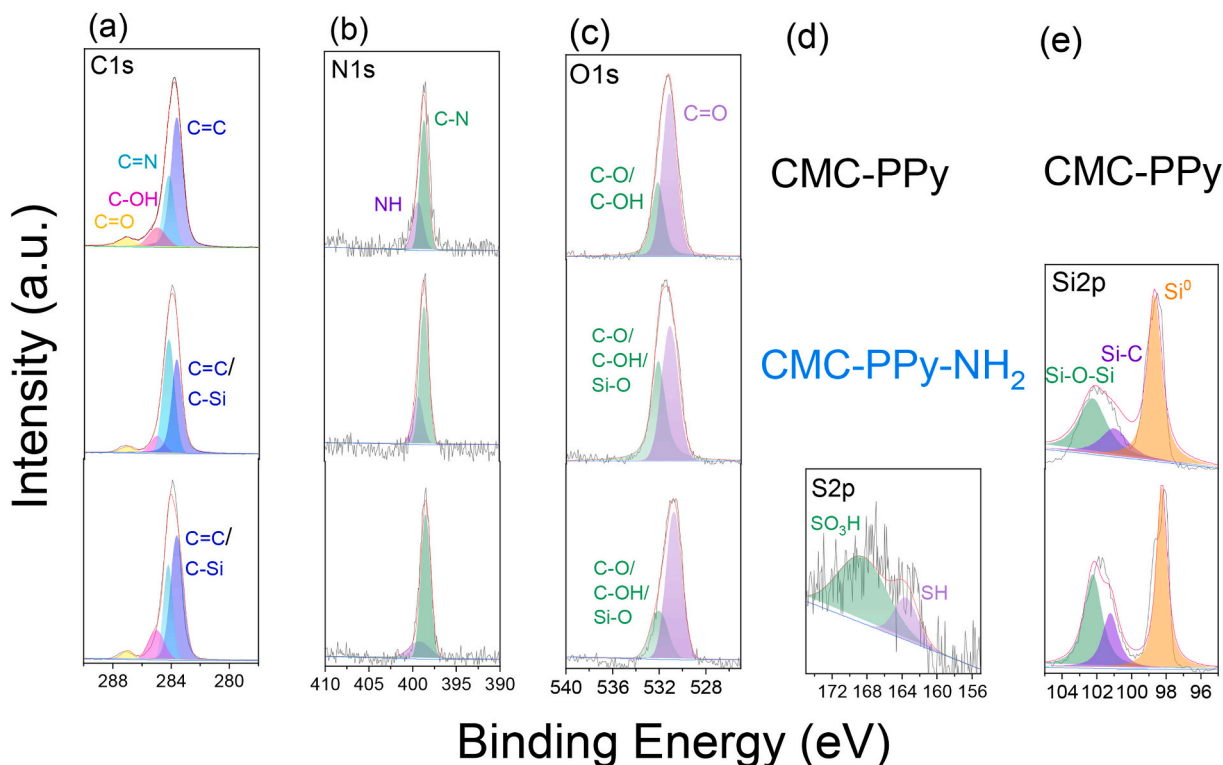 (a)
(b)
(c)
(d)
(e)
C1s
C=C
C=N
C-OH
C=O
C=C/
C-Si
C=C/
C-Si
288 284 280
N1s
C-N
NH
410 405 400 395 390
O1s
C=O
C-O/
C-OH
C-O/
C-OH/
Si-O
C-O/
C-OH/
Si-O
540 536 532 528
CMC-PPy
CMC-PPy-NH₂
S2p
SO₃H
SH
172 168 164 160 156
CMC-PPy
Si2p
Si⁰
Si-C
Si-O-Si
104 102 100 98 96
Intensity (a.u.)
Binding Energy (eV)